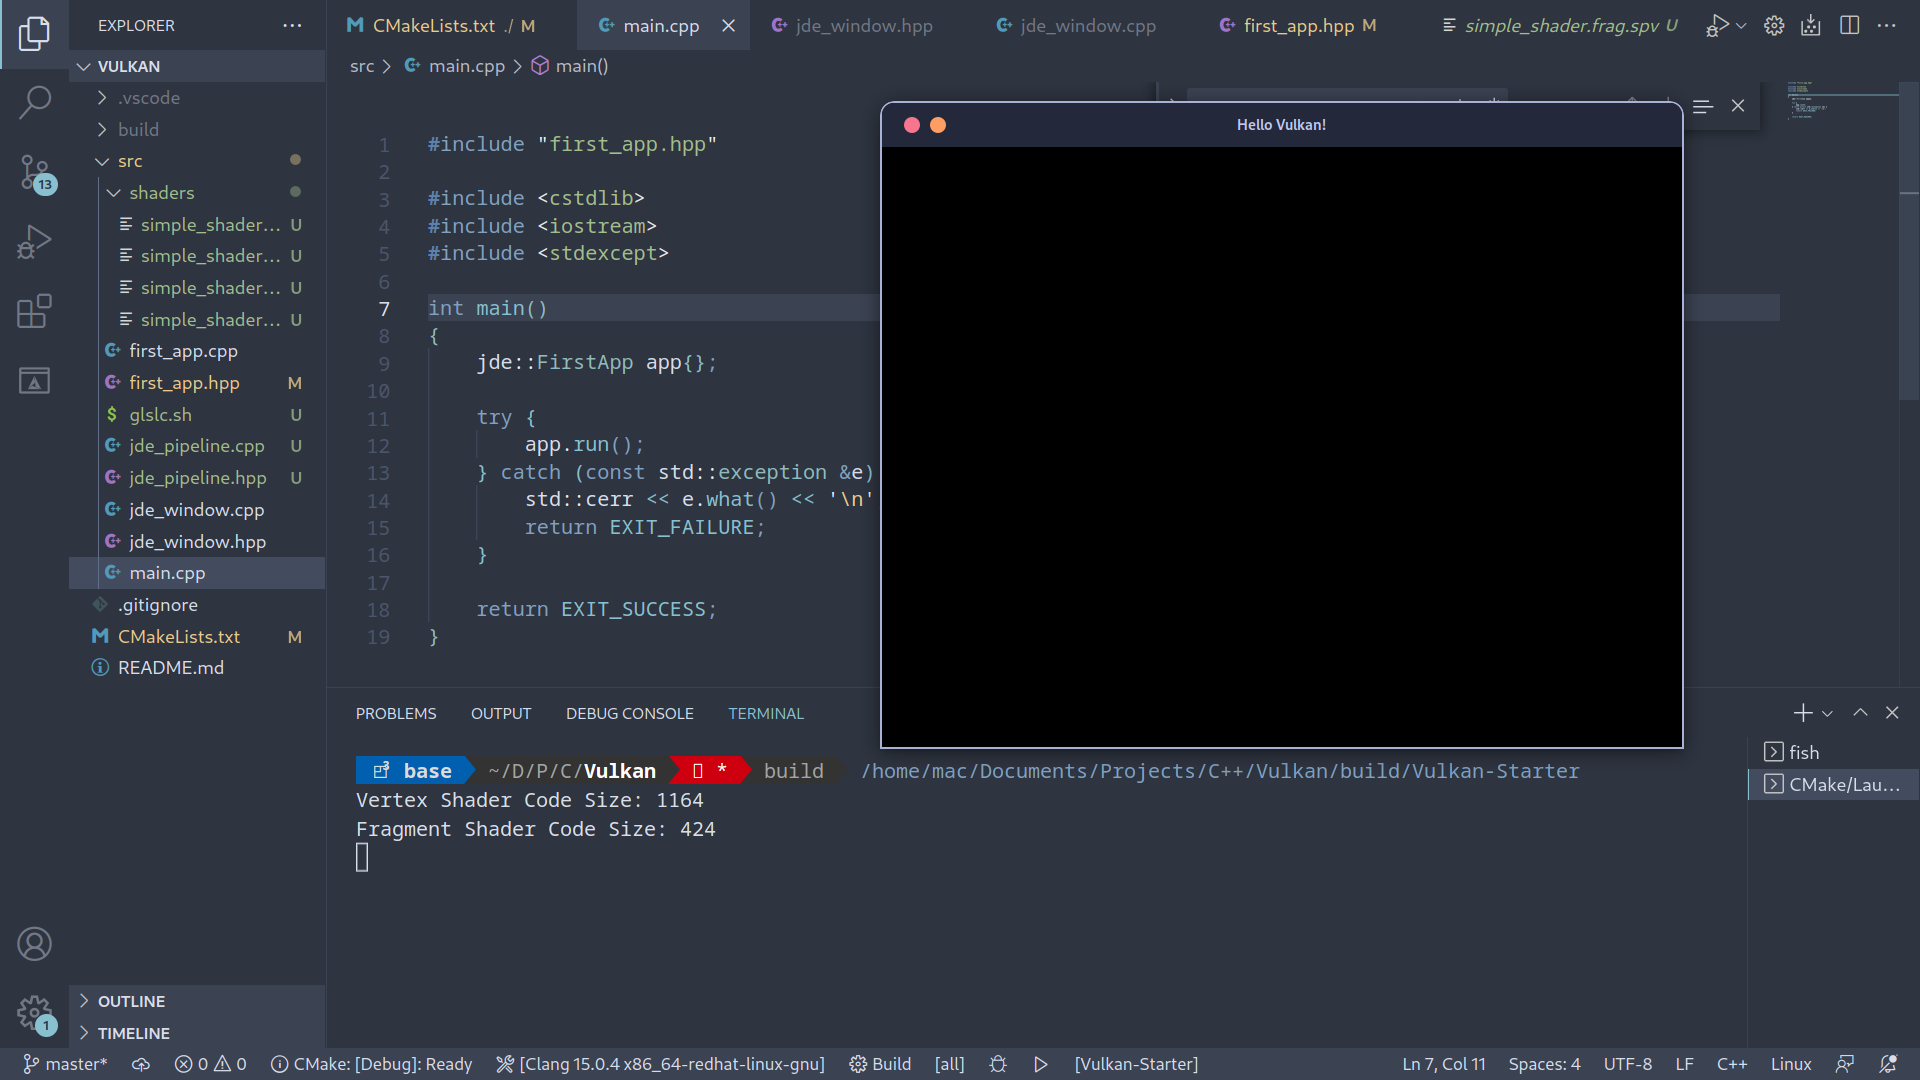 EXPLORER
VULKAN
.vscode
build
src
shaders
simple_shader... U
simple_shader... U
simple_shader... U
simple_shader... U
first_app.cpp
first_app.hpp M
glslc.sh U
jde_pipeline.cpp U
jde_pipeline.hpp U
jde_window.cpp
jde_window.hpp
main.cpp
.gitignore
CMakeLists.txt M
README.md
OUTLINE
TIMELINE
13
1
CMakeLists.txt ./ M
main.cpp
jde_window.hpp
jde_window.cpp
first_app.hpp M
simple_shader.frag.spv U
src > main.cpp > main()
1 #include "first_app.hpp"
2
3 #include <cstdlib>
4 #include <iostream>
5 #include <stdexcept>
6
7 int main()
8 {
9 jde::FirstApp app{};
10
11 try {
12 app.run();
13 } catch (const std::exception &e)
14 std::cerr << e.what() << '\n'
15 return EXIT_FAILURE;
16 }
17
18 return EXIT_SUCCESS;
19 }
Hello Vulkan!
PROBLEMS OUTPUT DEBUG CONSOLE TERMINAL
base ~/D/P/C/Vulkan * build /home/mac/Documents/Projects/C++/Vulkan/build/Vulkan-Starter
Vertex Shader Code Size: 1164
Fragment Shader Code Size: 424
fish
CMake/Lau...
master* 0 0 CMake: [Debug]: Ready [Clang 15.0.4 x86_64-redhat-linux-gnu] Build [all] [Vulkan-Starter] Ln 7, Col 11 Spaces: 4 UTF-8 LF C++ Linux